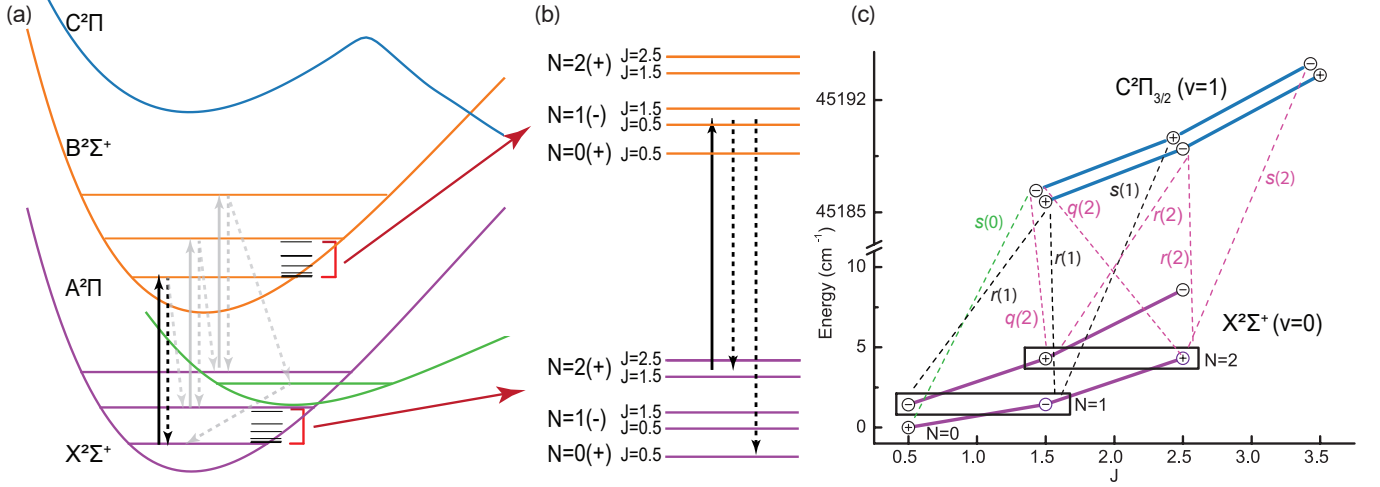 (a)
C²Π
B²Σ⁺
A²Π
X²Σ⁺
(b)
N=2(+)
J=2.5
J=1.5
N=1(-)
J=1.5
J=0.5
N=0(+)
J=0.5
N=2(+)
J=2.5
J=1.5
N=1(-)
J=1.5
J=0.5
N=0(+)
J=0.5
(c)
Energy (cm⁻¹)
45192
45185
10
5
0
C²Π₃/₂ (v=1)
s(0)
q(2)
s(1)
r(2)
s(2)
r(1)
r(1)
r(2)
q(2)
X²Σ⁺ (v=0)
N=2
N=1
N=0
0.5 1.0 1.5 2.0 2.5 3.0 3.5
J